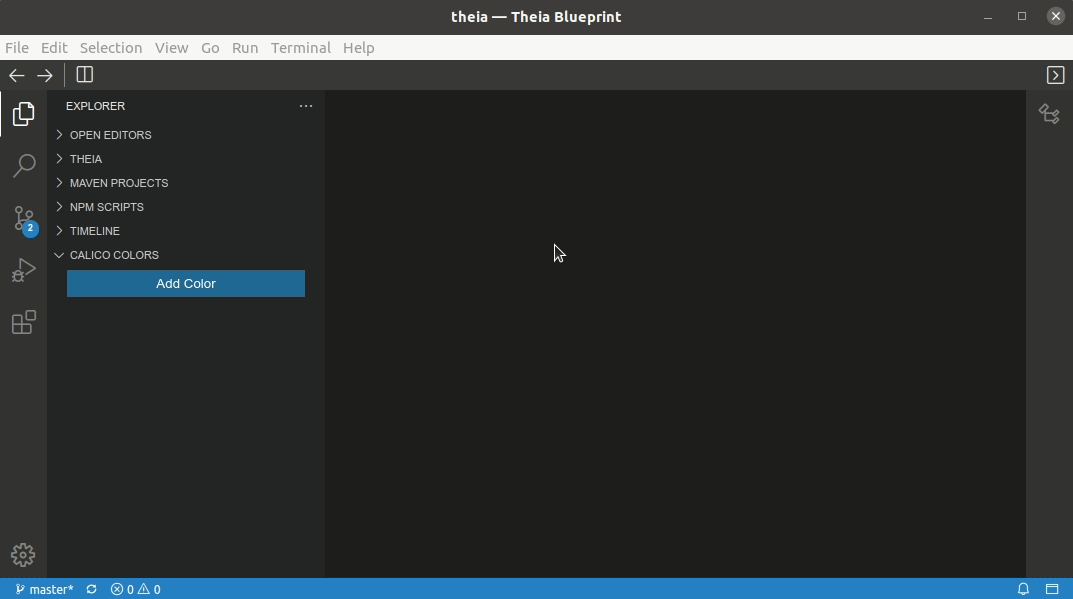 theia — Theia Blueprint
File Edit Selection View Go Run Terminal Help
EXPLORER
OPEN EDITORS
THEIA
MAVEN PROJECTS
NPM SCRIPTS
2
TIMELINE
CALICO COLORS
Add Color
master* 0 0